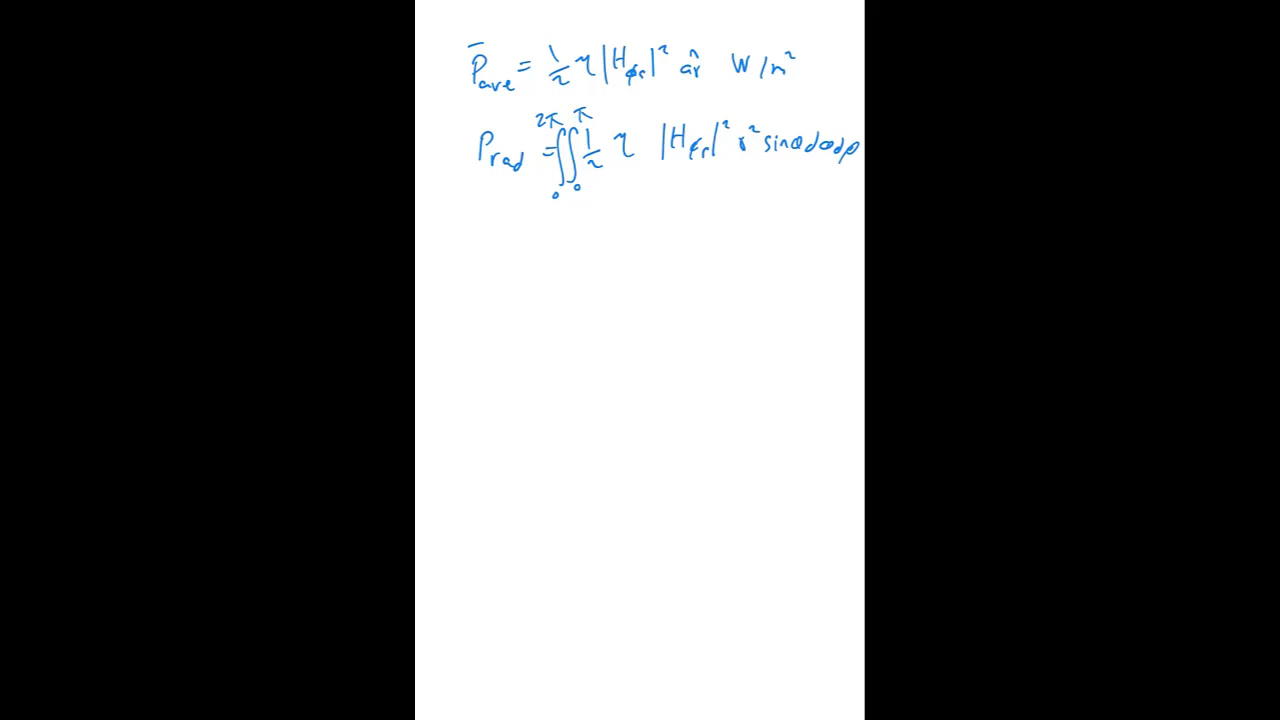 P̄ave = 1/2 η |Hϕs|² âr W/m²
Prad = ∫₀^2π ∫₀^π 1/2 η |Hϕs|² r² sinθ dθ dϕ